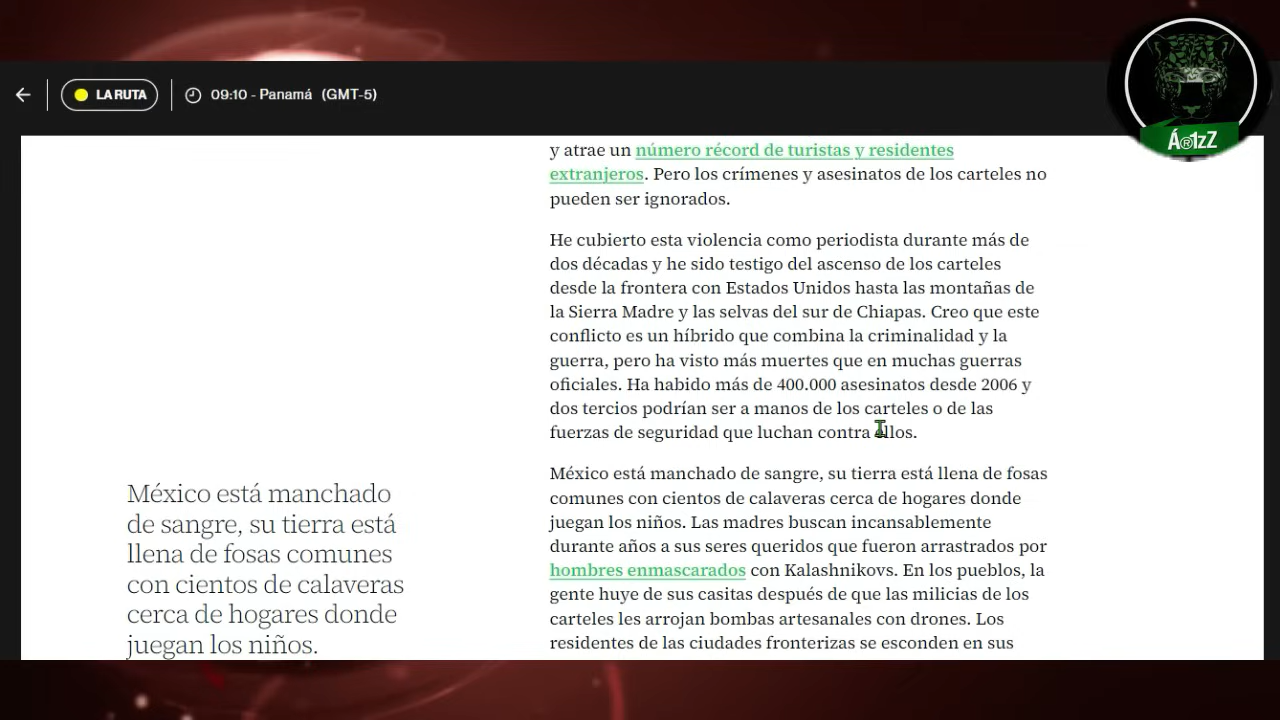 LA RUTA
09:10 - Panamá (GMT-5)
Á®1zZ
y atrae un número récord de turistas y residentes
extranjeros. Pero los crímenes y asesinatos de los carteles no
pueden ser ignorados.
He cubierto esta violencia como periodista durante más de
dos décadas y he sido testigo del ascenso de los carteles
desde la frontera con Estados Unidos hasta las montañas de
la Sierra Madre y las selvas del sur de Chiapas. Creo que este
conflicto es un híbrido que combina la criminalidad y la
guerra, pero ha visto más muertes que en muchas guerras
oficiales. Ha habido más de 400.000 asesinatos desde 2006 y
dos tercios podrían ser a manos de los carteles o de las
fuerzas de seguridad que luchan contra ellos.
México está manchado
de sangre, su tierra está
llena de fosas comunes
con cientos de calaveras
cerca de hogares donde
juegan los niños.
México está manchado de sangre, su tierra está llena de fosas
comunes con cientos de calaveras cerca de hogares donde
juegan los niños. Las madres buscan incansablemente
durante años a sus seres queridos que fueron arrastrados por
hombres enmascarados con Kalashnikovs. En los pueblos, la
gente huye de sus casitas después de que las milicias de los
carteles les arrojan bombas artesanales con drones. Los
residentes de las ciudades fronterizas se esconden en sus